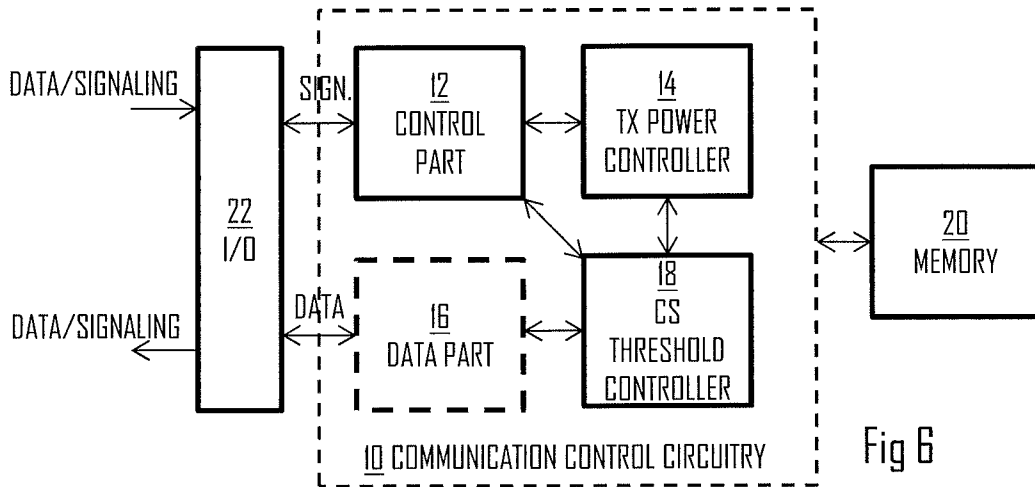 DATA/SIGNALING
DATA/SIGNALING
22
I/O
SIGN.
DATA
12
CONTROL
PART
14
TX POWER
CONTROLLER
16
DATA PART
18
CS
THRESHOLD
CONTROLLER
10 COMMUNICATION CONTROL CIRCUITRY
20
MEMORY
Fig 6